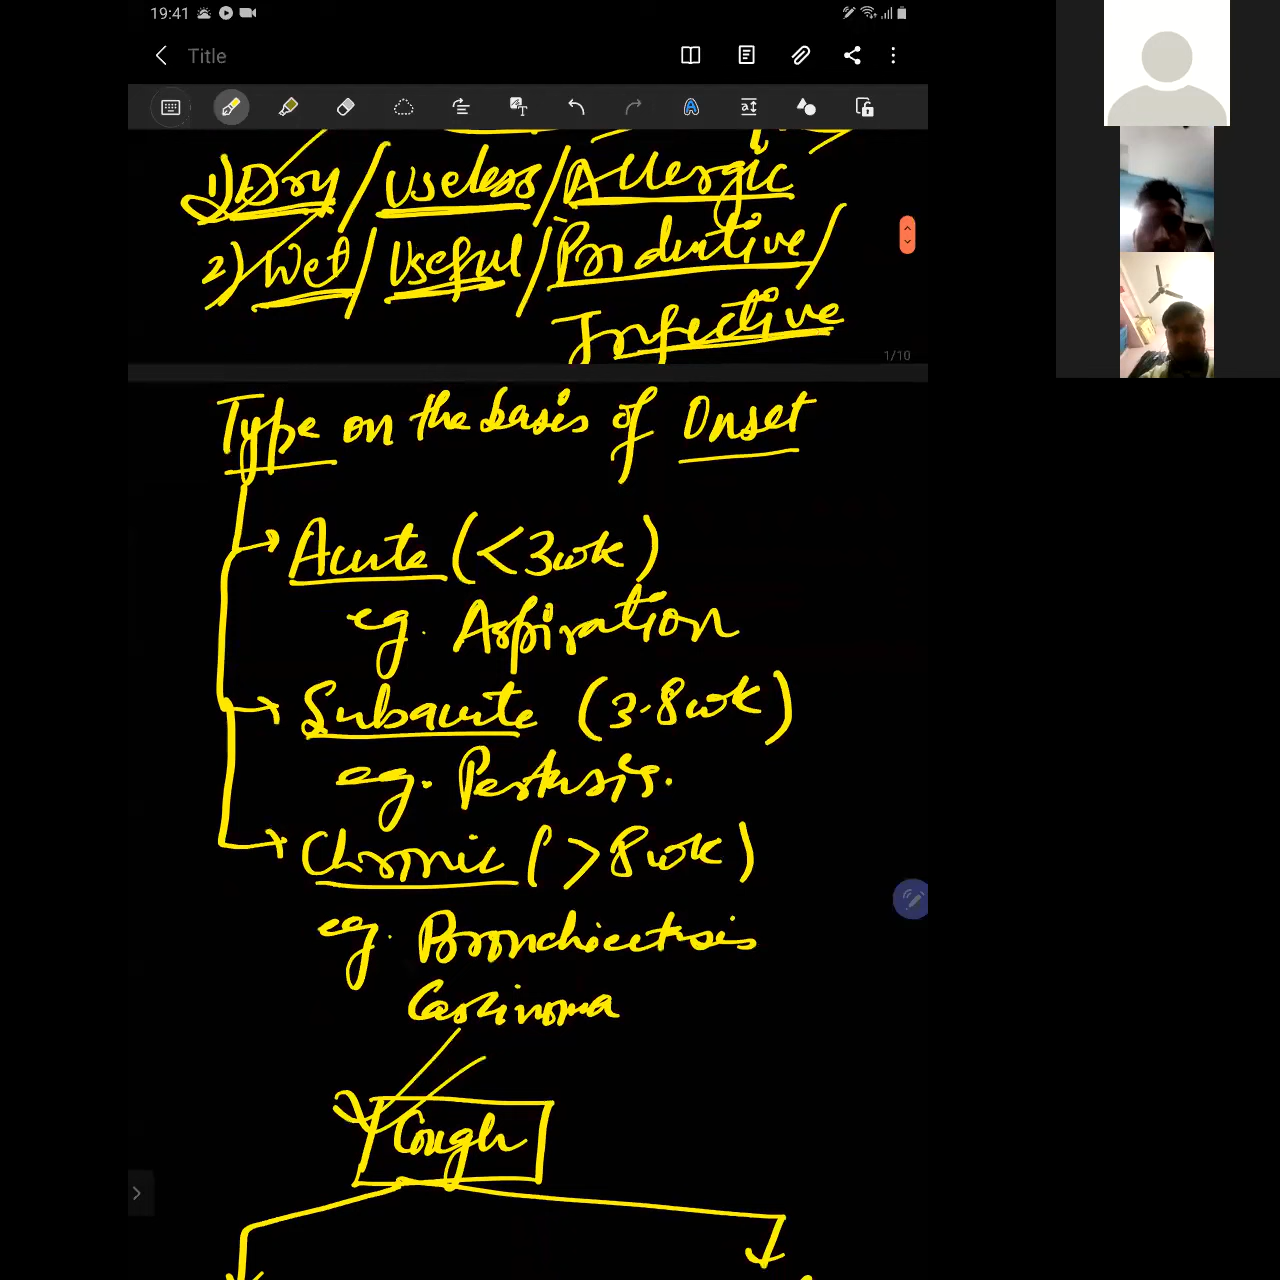 19:41
Title
1) Dry / Useless / Allergic
2) Wet / Useful / Productive /
Infective
1/10
Type on the basis of Onset
Acute (<3wk)
eg. Aspiration
Subacute (3-8wk)
eg. Pertusis.
Chronic (>8wk)
eg. Bronchiectasis
Carcinoma
Cough